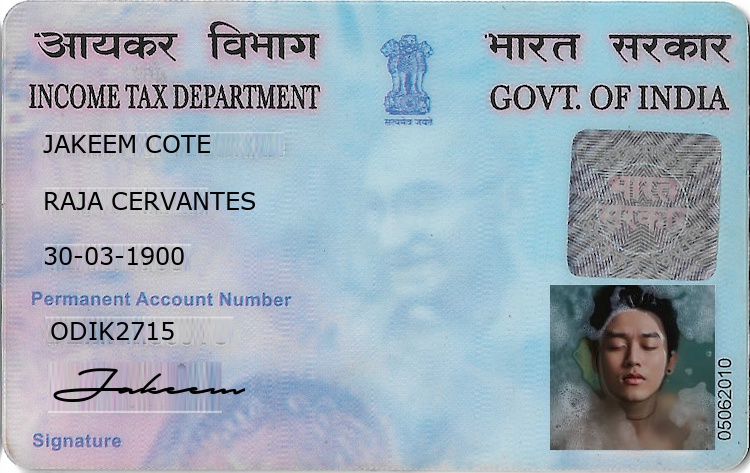 आयकर विभाग
भारत सरकार
INCOME TAX DEPARTMENT
GOVT. OF INDIA
सत्यमेव जयते
JAKEEM COTE
RAJA CERVANTES
30-03-1900
भारत
सरकार
Permanent Account Number
ODIK2715
Jakeem
Signature
05062010